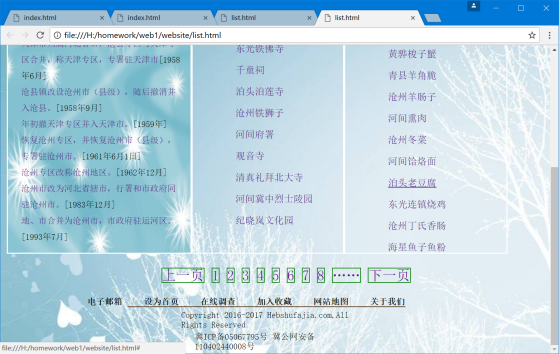 index.html
index.html
list.html
list.html
file:///H:/homework/web1/website/list.html
区合并，称天津专区，专署驻天津市[1958
年6月]
沧县镇改设沧州市（县级），随后撤消并
入沧县。[1958年9月]
年初撤天津专区并入天津市。[1959年]
恢复沧州专区，并恢复沧州市（县级），
专署驻沧州市。[1961年6月1日]
沧州专区改称沧州地区。[1962年12月]
沧州市改为河北省辖市，行署和市政府同
驻沧州市。[1983年12月]
地、市合并为沧州市，市政府驻运河区。
[1993年7月]
东光铁佛寺
千童祠
泊头泊莲寺
沧州铁狮子
河间府署
观音寺
清真礼拜北大寺
河间冀中烈士陵园
纪晓岚文化园
黄骅梭子蟹
青县羊角脆
沧州羊肠子
河间熏肉
沧州冬菜
河间饸烙面
泊头老豆腐
东光连镇烧鸡
沧州丁氏香肠
海星鱼子鱼粉
上一页 1 2 3 4 5 6 7 8 …… 下一页
电子邮箱 设为首页 在线调查 加入收藏 网站地图 关于我们
Copyright 2016-2017 Hebshufajia.com,All
Rights Reserved
冀ICP备05067795号 冀公网安备
110402440008号
file:///H:/homework/web1/website/list.html#